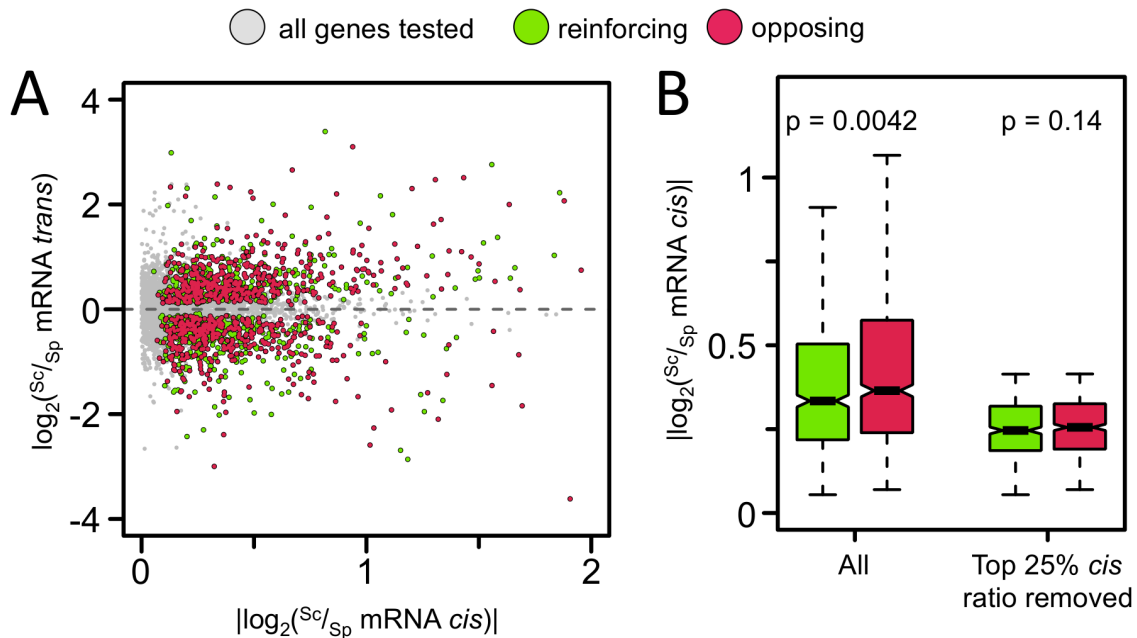 all genes tested reinforcing opposing
A
log2(Sc/Sp mRNA trans)
4
2
0
-2
-4
0 1 2
|log2(Sc/Sp mRNA cis)|
B
p = 0.0042 p = 0.14
|log2(Sc/Sp mRNA cis)|
1
0.5
0
All Top 25% cis
ratio removed